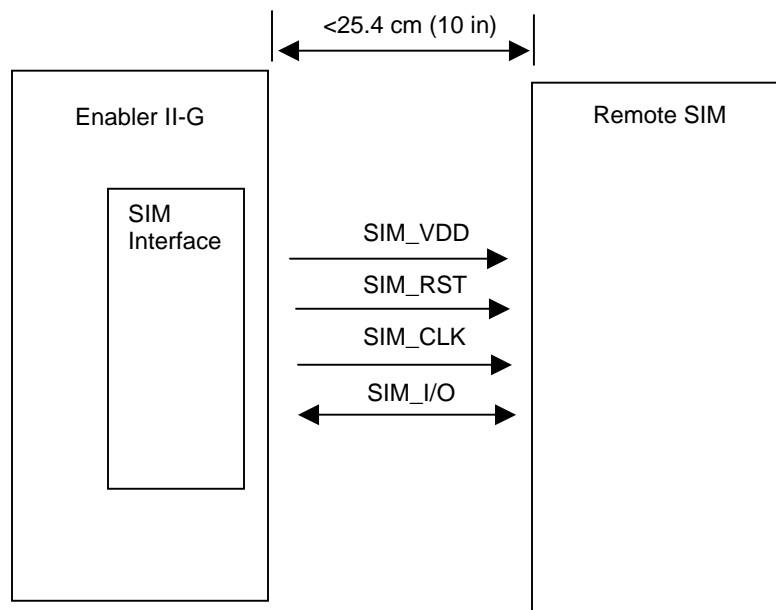 <25.4 cm (10 in)
Enabler II-G
Remote SIM
SIM
Interface
SIM_VDD
SIM_RST
SIM_CLK
SIM_I/O